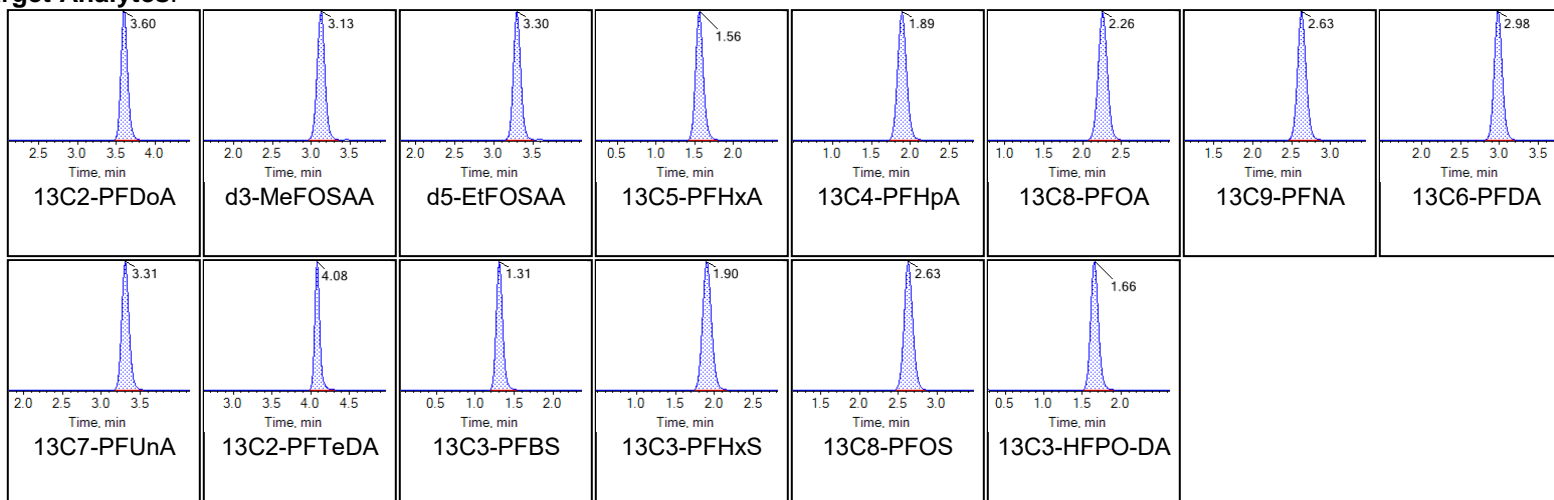 rget Analytes:
3.60 3.13 3.30 1.56 1.89 2.26 2.63 2.98
2.5 3.0 3.5 4.0 2.0 2.5 3.0 3.5 2.0 2.5 3.0 3.5 0.5 1.0 1.5 2.0 1.0 1.5 2.0 2.5 1.0 1.5 2.0 2.5 1.5 2.0 2.5 3.0 2.0 2.5 3.0 3.5
Time, min Time, min Time, min Time, min Time, min Time, min Time, min Time, min
13C2-PFDoA d3-MeFOSAA d5-EtFOSAA 13C5-PFHxA 13C4-PFHpA 13C8-PFOA 13C9-PFNA 13C6-PFDA
3.31 4.08 1.31 1.90 2.63 1.66
2.0 2.5 3.0 3.5 3.0 3.5 4.0 4.5 0.5 1.0 1.5 2.0 1.0 1.5 2.0 2.5 1.5 2.0 2.5 3.0 0.5 1.0 1.5 2.0
Time, min Time, min Time, min Time, min Time, min Time, min
13C7-PFUnA 13C2-PFTeDA 13C3-PFBS 13C3-PFHxS 13C8-PFOS 13C3-HFPO-DA